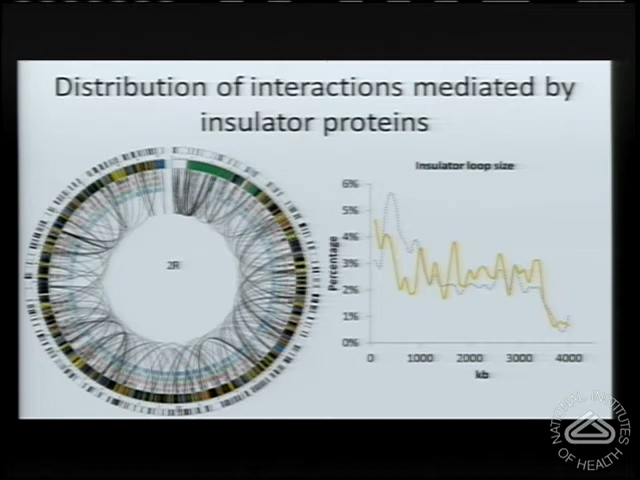 Distribution of interactions mediated by
insulator proteins
2R
Insulator loop size
6%
5%
4%
3%
2%
1%
0%
Percentage
0 1000 2000 3000 4000
kb
NATIONAL INSTITUTES
OF HEALTH